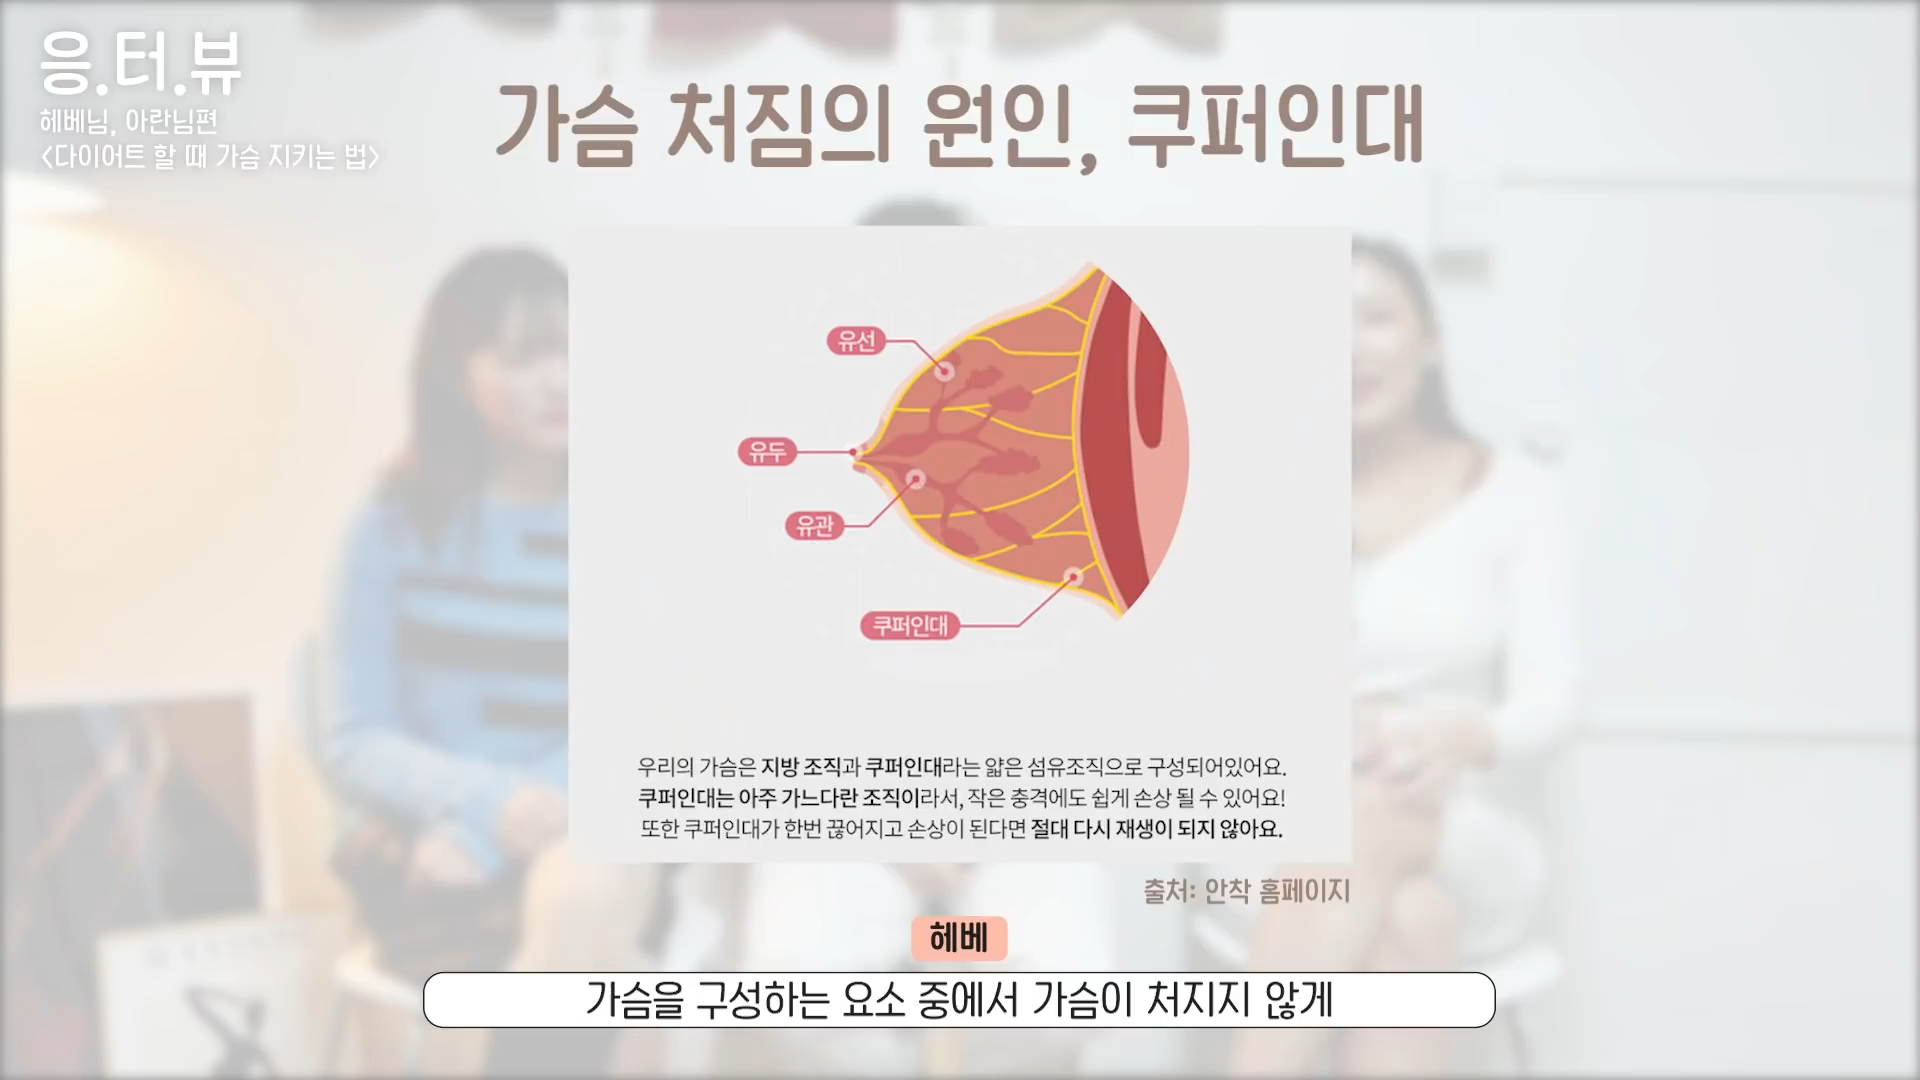 응.터.뷰
헤베님, 아란님편
<다이어트 할 때 가슴 지키는 법>
가슴 처짐의 원인, 쿠퍼인대
유선
유두
유관
쿠퍼인대
우리의 가슴은 지방 조직과 쿠퍼인대라는 얇은 섬유조직으로 구성되어있어요.
쿠퍼인대는 아주 가느다란 조직이라서, 작은 충격에도 쉽게 손상 될 수 있어요!
또한 쿠퍼인대가 한번 끊어지고 손상이 된다면 절대 다시 재생이 되지 않아요.
출처: 안착 홈페이지
헤베
가슴을 구성하는 요소 중에서 가슴이 처지지 않게